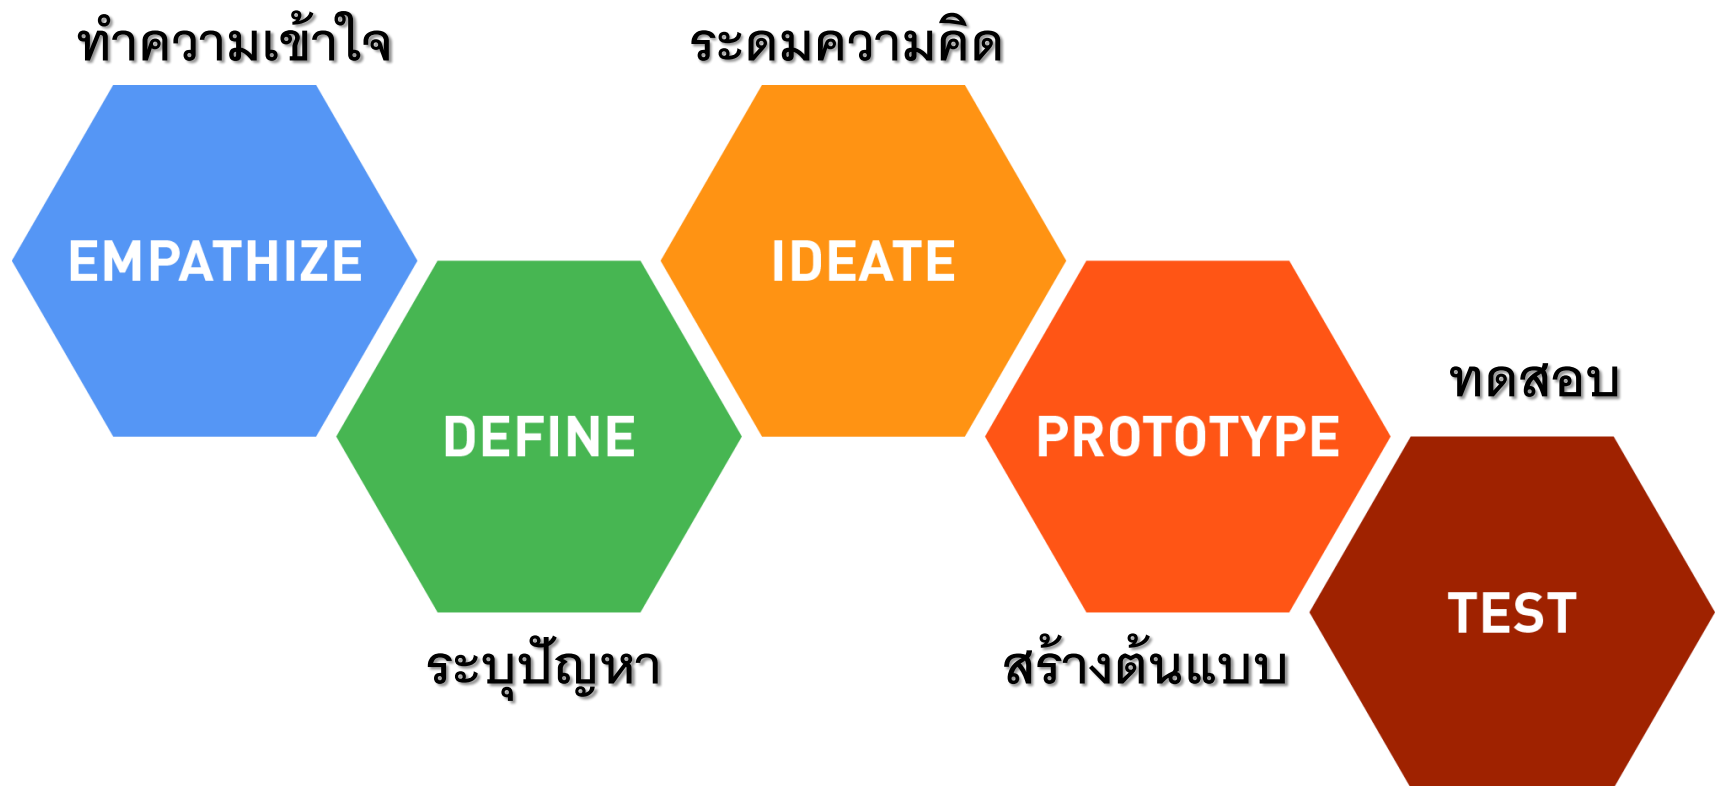 ทำความเข้าใจ
EMPATHIZE
DEFINE
ระบุปัญหา
ระดมความคิด
IDEATE
PROTOTYPE
สร้างต้นแบบ
ทดสอบ
TEST